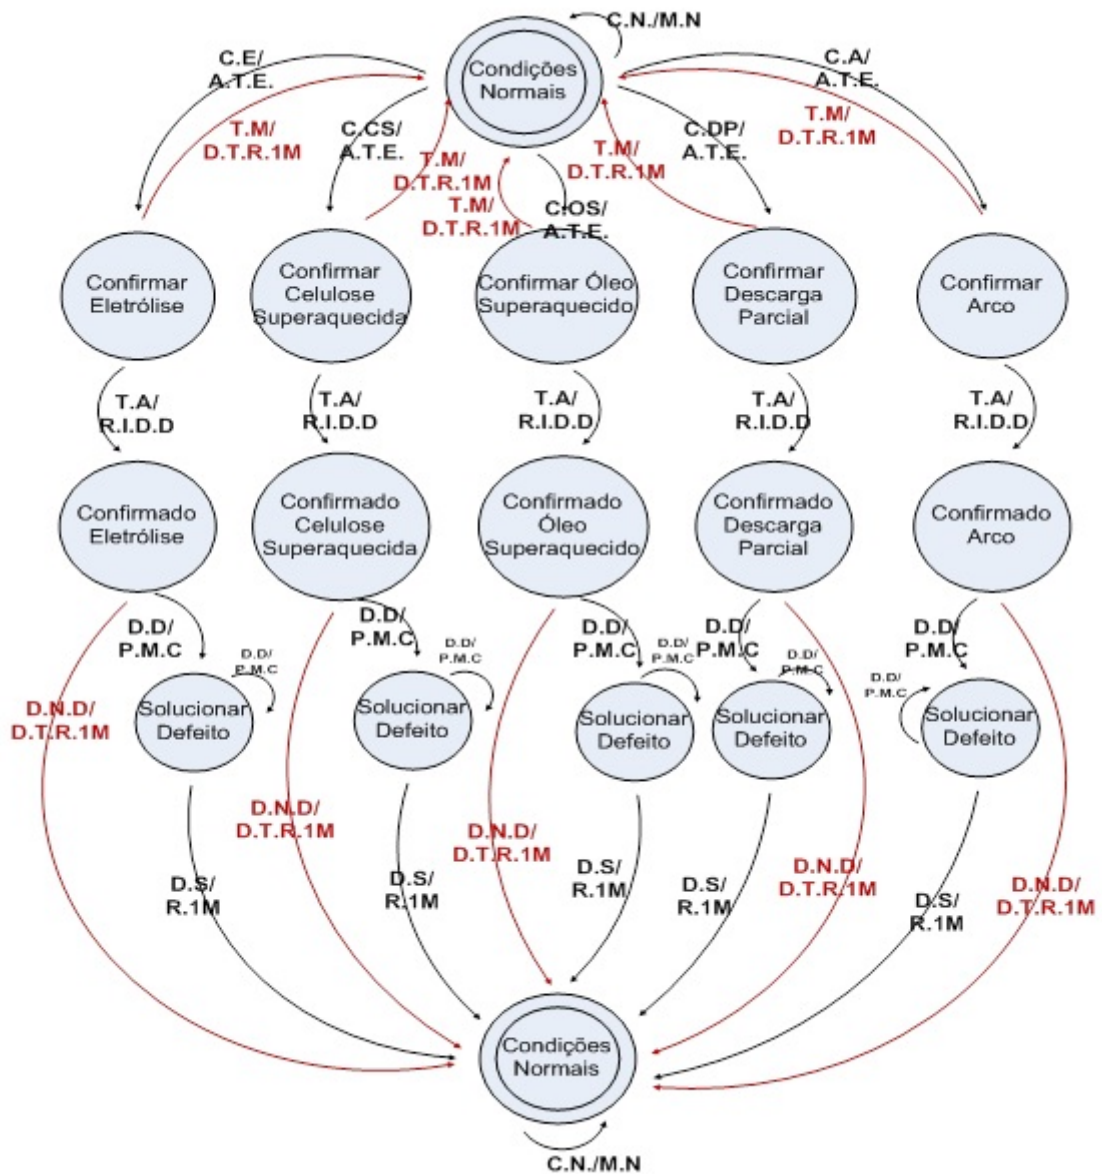 C.N./M.N
Condições
Normais
C.E/
A.T.E.
T.M/
D.T.R.1M
C.CS/
A.T.E.
T.M/
D.T.R.1M
T.M/
D.T.R.1M
C.OS/
A.T.E.
T.M/
D.T.R.1M
C.DP/
A.T.E.
C.A/
A.T.E.
T.M/
D.T.R.1M
Confirmar
Eletrólise
Confirmar
Celulose
Superaquecida
Confirmar Óleo
Superaquecido
Confirmar
Descarga
Parcial
Confirmar
Arco
T.A/
R.I.D.D
T.A/
R.I.D.D
T.A/
R.I.D.D
T.A/
R.I.D.D
T.A/
R.I.D.D
Confirmado
Eletrólise
Confirmado
Celulose
Superaquecida
Confirmado
Óleo
Superaquecido
Confirmado
Descarga
Parcial
Confirmado
Arco
D.D/
P.M.C
D.D/
P.M.C
D.D/
P.M.C
D.D/
P.M.C
D.D/
P.M.C
D.D/
P.M.C
D.D/
P.M.C
D.D/
P.M.C
D.D/
P.M.C
D.D/
P.M.C
Solucionar
Defeito
Solucionar
Defeito
Solucionar
Defeito
Solucionar
Defeito
Solucionar
Defeito
D.N.D/
D.T.R.1M
D.N.D/
D.T.R.1M
D.N.D/
D.T.R.1M
D.N.D/
D.T.R.1M
D.N.D/
D.T.R.1M
D.S/
R.1M
D.S/
R.1M
D.S/
R.1M
D.S/
R.1M
D.S/
R.1M
Condições
Normais
C.N./M.N